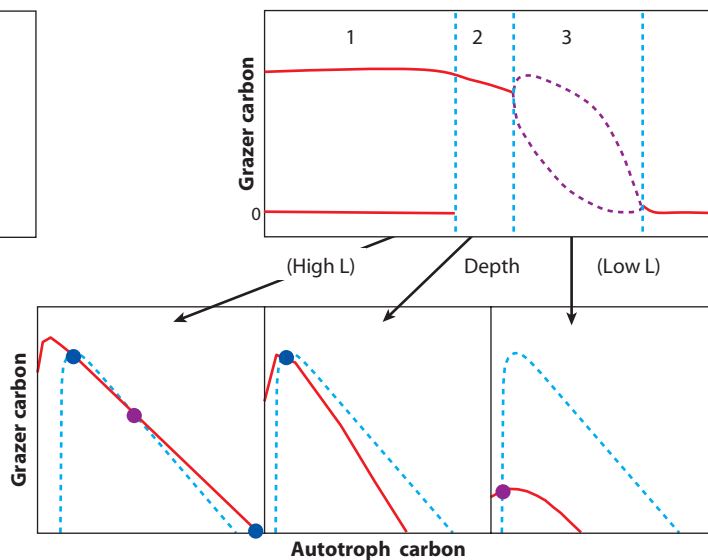 1 2 3
Grazer carbon
0
(High L) Depth (Low L)
Grazer carbon
Autotroph carbon